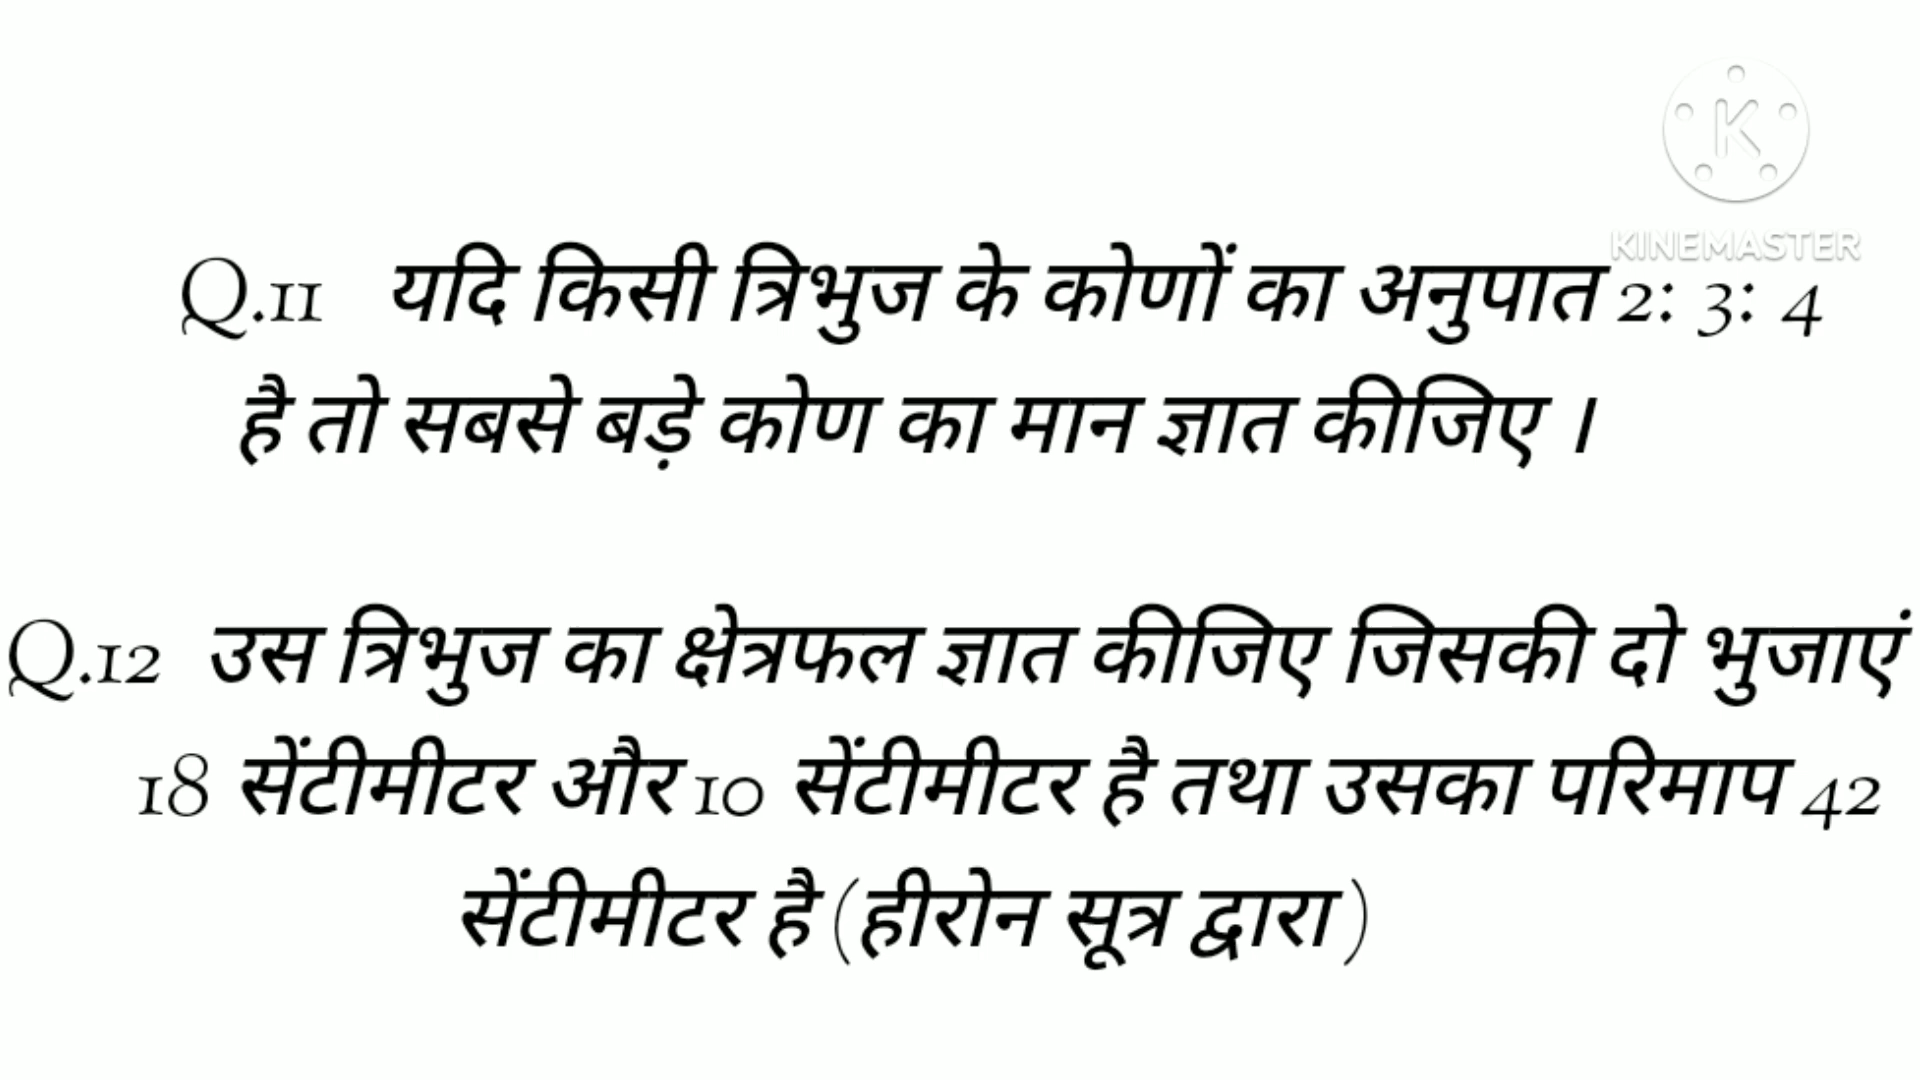 KINEMASTER
Q.11 यदि किसी त्रिभुज के कोणों का अनुपात 2: 3: 4
है तो सबसे बड़े कोण का मान ज्ञात कीजिए ।
Q.12 उस त्रिभुज का क्षेत्रफल ज्ञात कीजिए जिसकी दो भुजाएं
18 सेंटीमीटर और 10 सेंटीमीटर है तथा उसका परिमाप 42
सेंटीमीटर है (हीरोन सूत्र द्वारा )